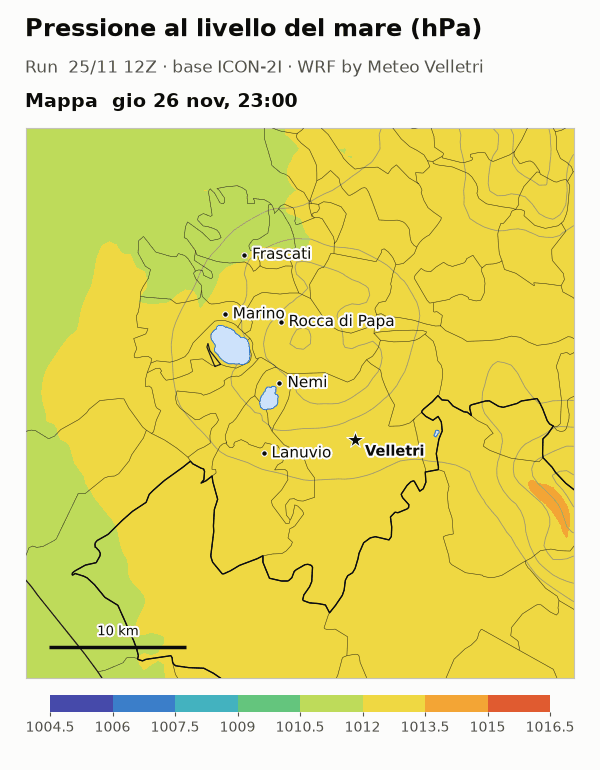 Pressione al livello del mare (hPa)
Run  25/11 12Z · base ICON-2I · WRF by Meteo Velletri
Mappa  gio 26 nov, 23:00
Frascati
Marino
Rocca di Papa
Nemi
Velletri
Lanuvio
10 km
1004.5 1006 1007.5 1009 1010.5 1012 1013.5 1015 1016.5